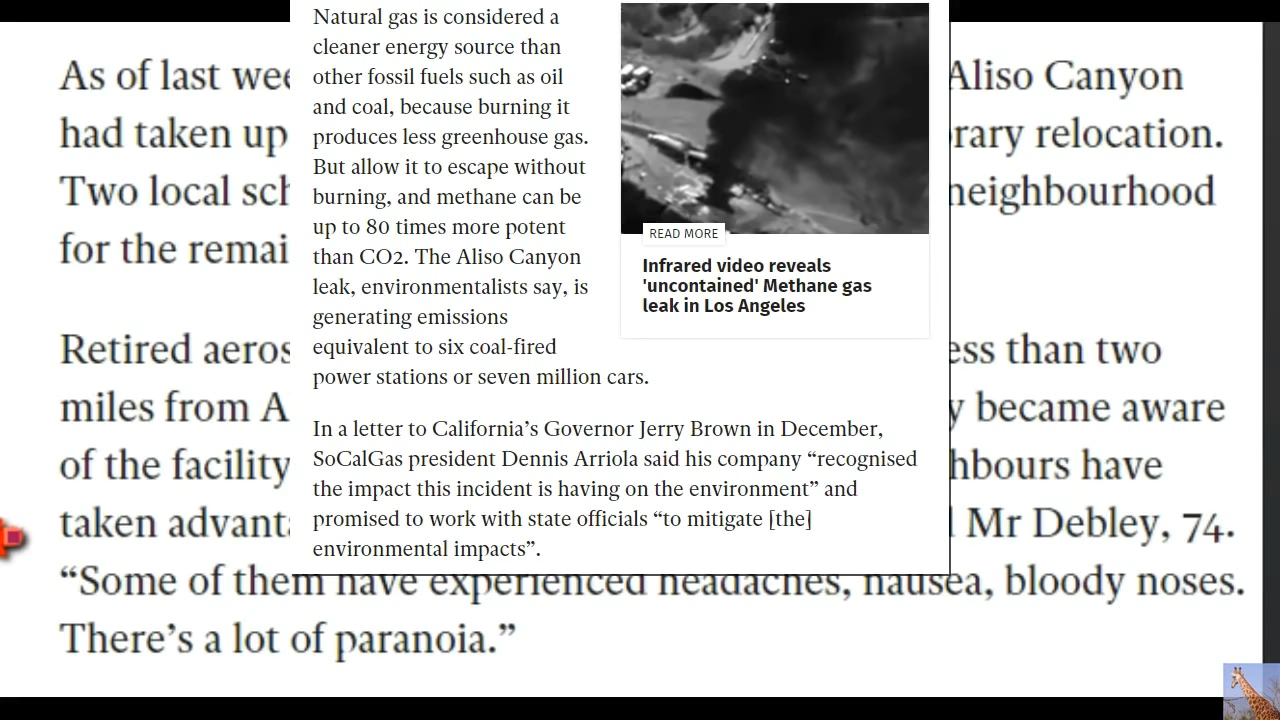 Natural gas is considered a
cleaner energy source than
other fossil fuels such as oil
and coal, because burning it
produces less greenhouse gas.
But allow it to escape without
burning, and methane can be
up to 80 times more potent
than CO2. The Aliso Canyon
leak, environmentalists say, is
generating emissions
equivalent to six coal-fired
power stations or seven million cars.
READ MORE
Infrared video reveals
'uncontained' Methane gas
leak in Los Angeles
In a letter to California’s Governor Jerry Brown in December,
SoCalGas president Dennis Arriola said his company “recognised
the impact this incident is having on the environment” and
promised to work with state officials “to mitigate [the]
environmental impacts”.
As of last Aliso Canyon
had taken up relocation.
Two local neighbourhood
for the
Retired than two
miles from became aware
of the facility have
taken Mr Debley, 74.
“Some of them have experienced headaches, nausea, bloody noses.
There’s a lot of paranoia.”